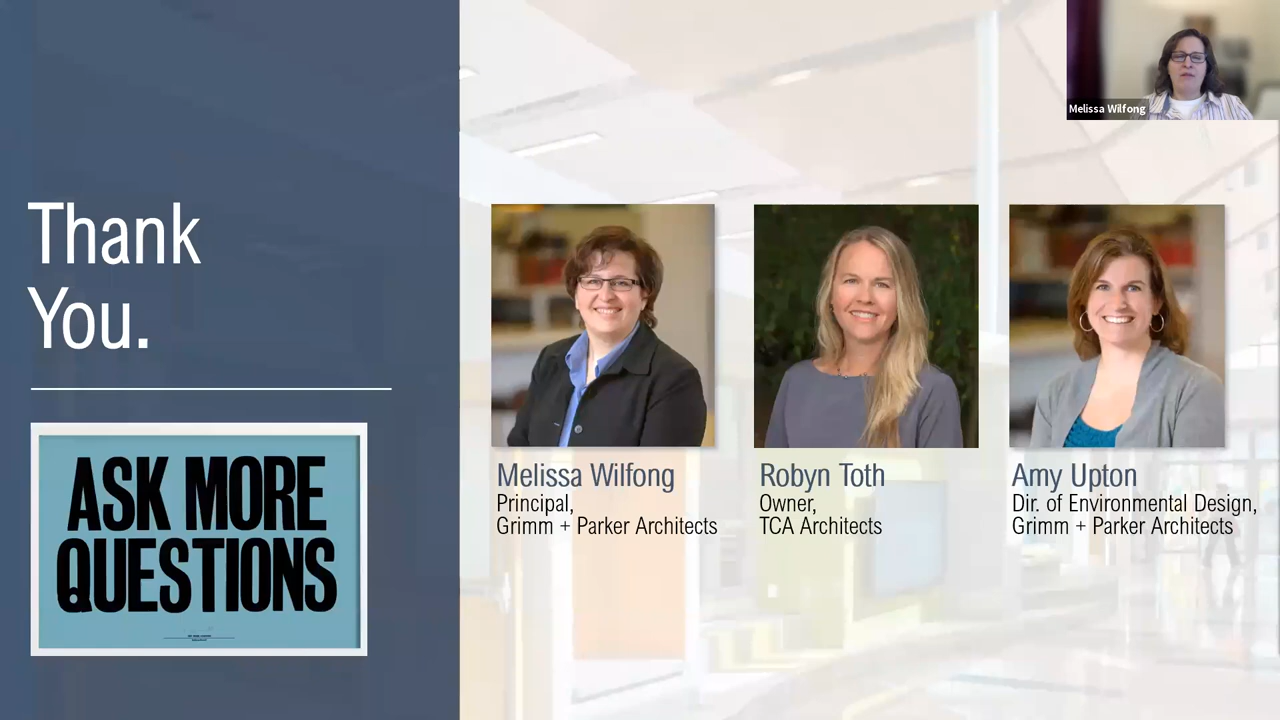 Melissa Wilfong
Thank
You.
ASK MORE
QUESTIONS
Melissa Wilfong
Principal,
Grimm + Parker Architects
Robyn Toth
Owner,
TCA Architects
Amy Upton
Dir. of Environmental Design,
Grimm + Parker Architects